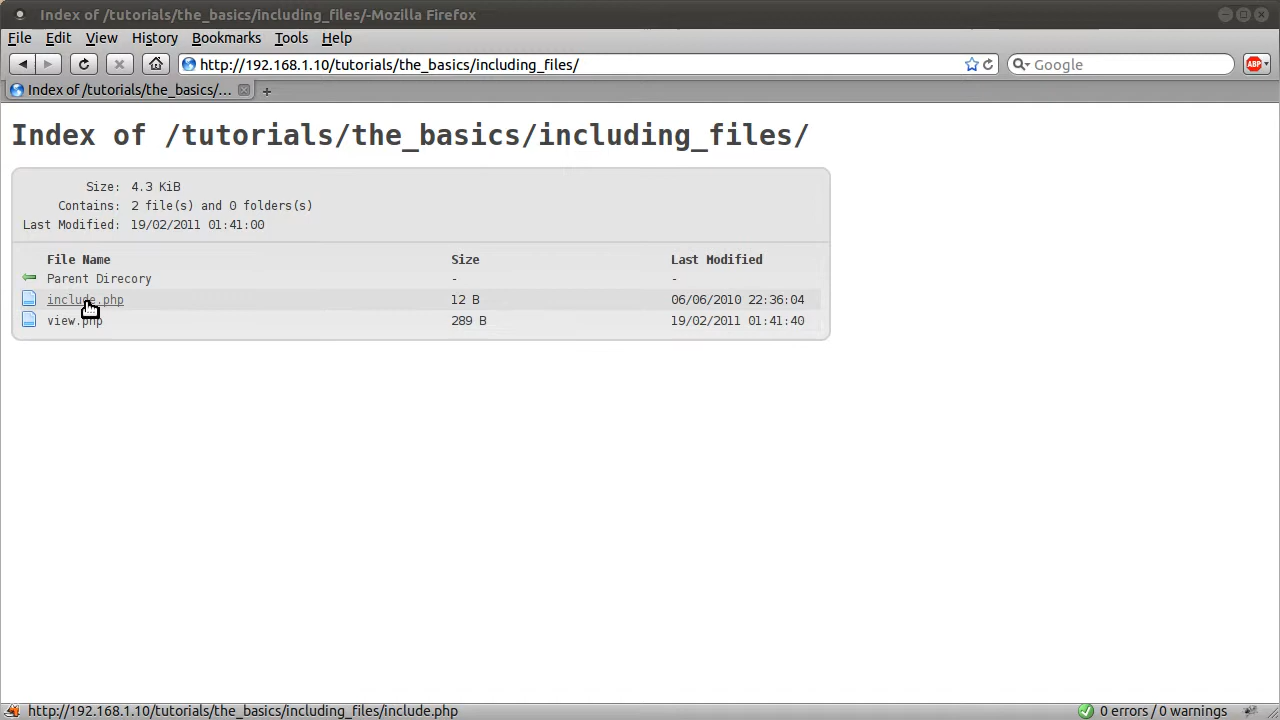 Index of /tutorials/the_basics/including_files/-Mozilla Firefox
File Edit View History Bookmarks Tools Help
http://192.168.1.10/tutorials/the_basics/including_files/ Google ABP
Index of /tutorials/the_basics/... +
Index of /tutorials/the_basics/including_files/
Size: 4.3 KiB
Contains: 2 file(s) and 0 folders(s)
Last Modified: 19/02/2011 01:41:00
File Name Size Last Modified
Parent Direcory - -
include.php 12 B 06/06/2010 22:36:04
view.php 289 B 19/02/2011 01:41:40
http://192.168.1.10/tutorials/the_basics/including_files/include.php 0 errors / 0 warnings